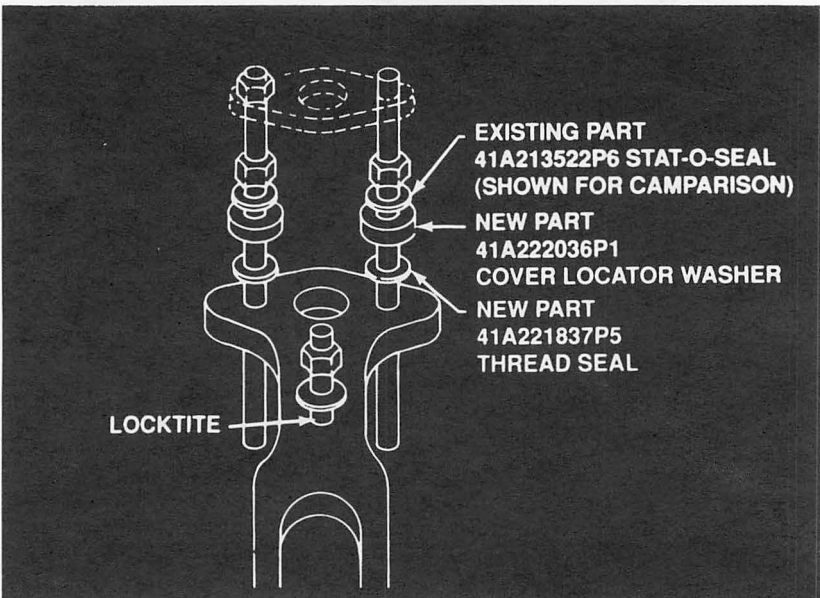 EXISTING PART
41A213522P6 STAT-O-SEAL
(SHOWN FOR CAMPARISON)
NEW PART
41A222036P1
COVER LOCATOR WASHER
NEW PART
41A221837P5
THREAD SEAL
LOCKTITE